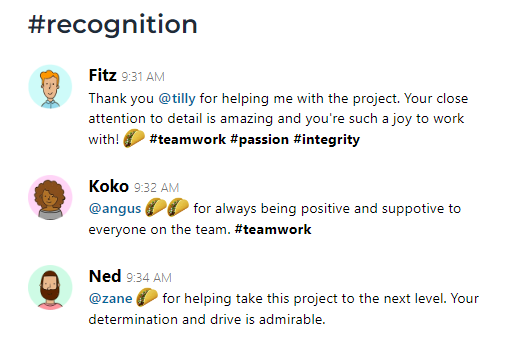 #recognition
Fitz 9:31 AM
Thank you @tilly for helping me with the project. Your close
attention to detail is amazing and you're such a joy to work
with! 🌮 #teamwork #passion #integrity
Koko 9:32 AM
@angus 🌮🌮 for always being positive and suppotive to
everyone on the team. #teamwork
Ned 9:34 AM
@zane 🌮 for helping take this project to the next level. Your
determination and drive is admirable.